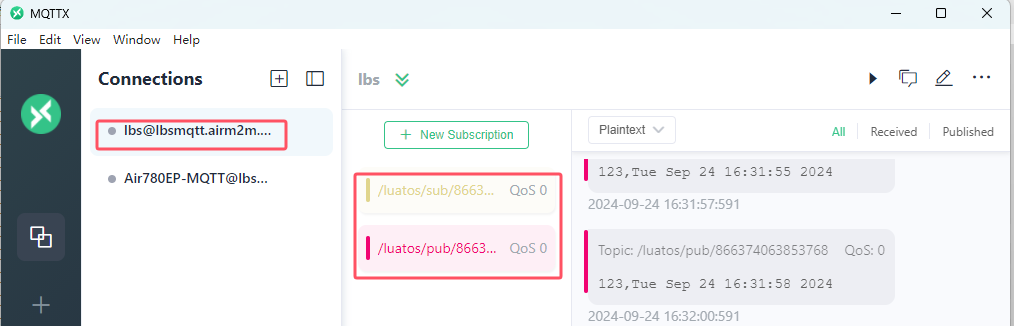 MQTTX
File Edit View Window Help
Connections
lbs@lbsmqtt.airm2m....
Air780EP-MQTT@lbs...
lbs
+ New Subscription
/luatos/sub/8663... QoS 0
/luatos/pub/8663... QoS 0
Plaintext
All Received Published
123,Tue Sep 24 16:31:55 2024
2024-09-24 16:31:57:591
Topic: /luatos/pub/866374063853768 QoS: 0
123,Tue Sep 24 16:31:58 2024
2024-09-24 16:32:00:591